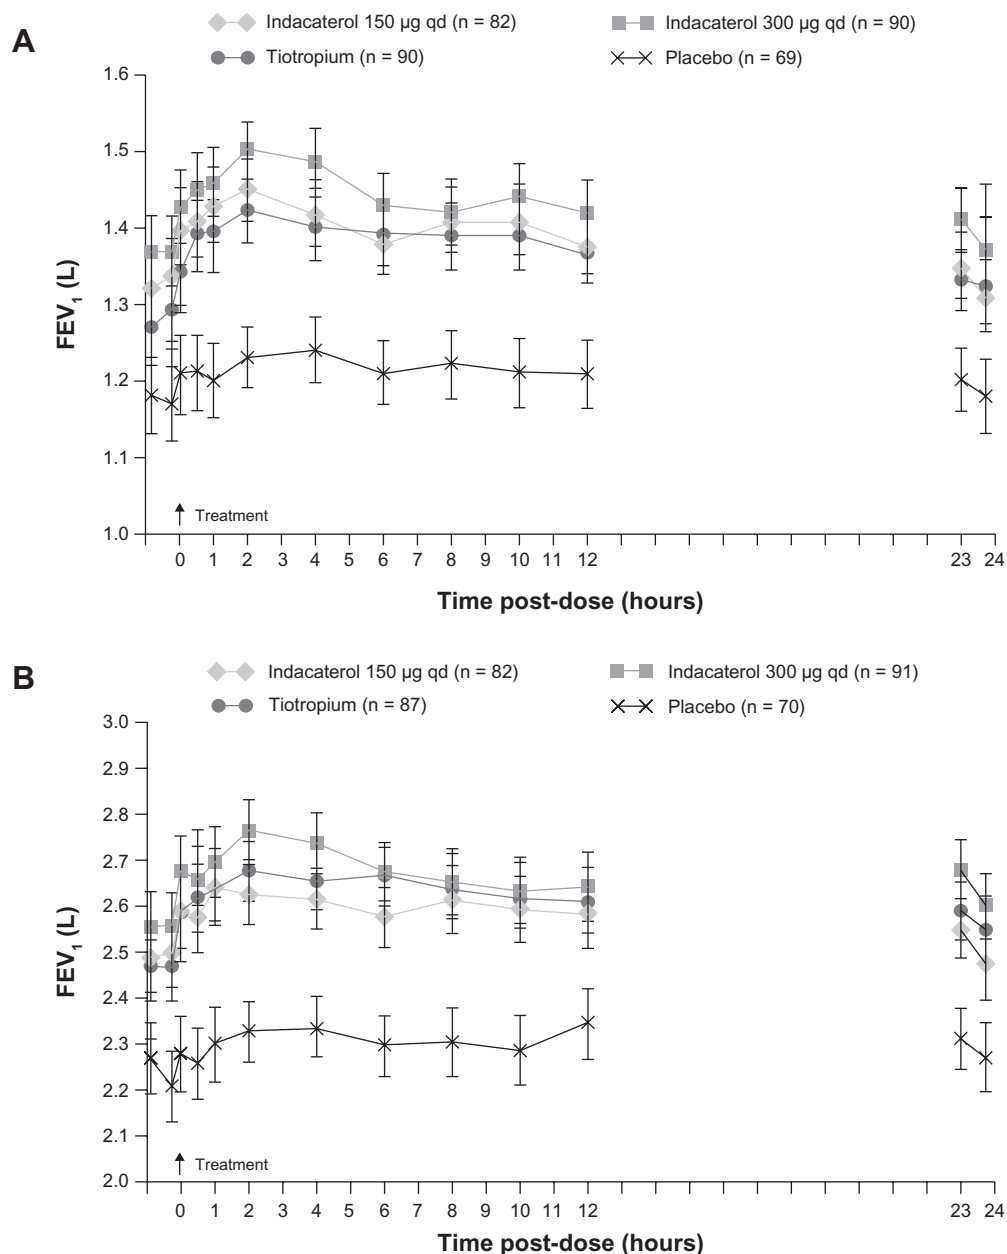 A
Indacaterol 150 µg qd (n = 82)
Indacaterol 300 µg qd (n = 90)
Tiotropium (n = 90)
Placebo (n = 69)
FEV1 (L)
1.6
1.5
1.4
1.3
1.2
1.1
1.0
Treatment
0 1 2 3 4 5 6 7 8 9 10 11 12 23 24
Time post-dose (hours)
B
Indacaterol 150 µg qd (n = 82)
Indacaterol 300 µg qd (n = 91)
Tiotropium (n = 87)
Placebo (n = 70)
FEV1 (L)
3.0
2.9
2.8
2.7
2.6
2.5
2.4
2.3
2.2
2.1
2.0
Treatment
0 1 2 3 4 5 6 7 8 9 10 11 12 23 24
Time post-dose (hours)